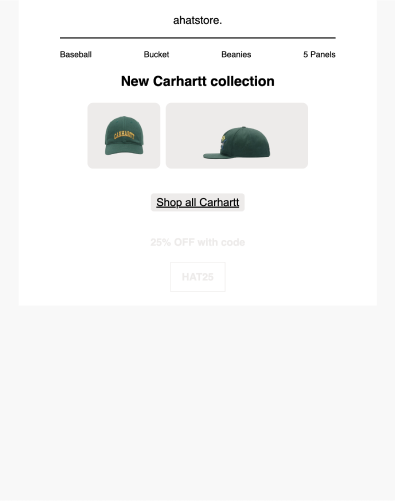 ahatstore.
Baseball Bucket Beanies 5 Panels
New Carhartt collection
CARHARTT
Shop all Carhartt
25% OFF with code
HAT25